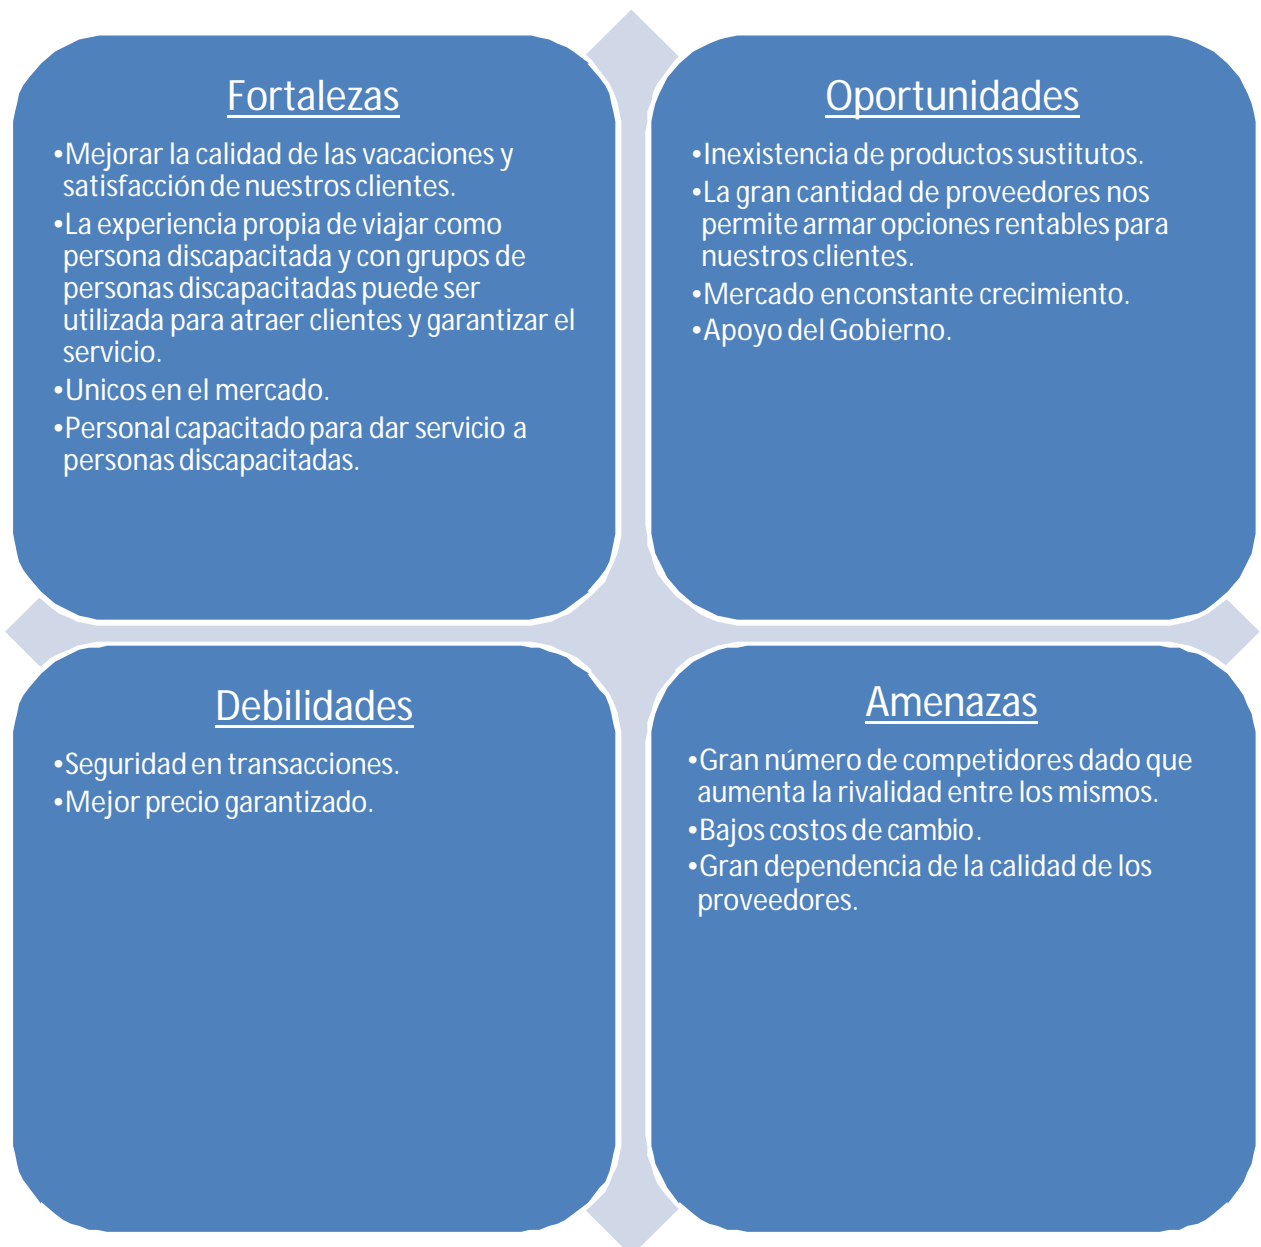 Fortalezas
•Mejorar la calidad de las vacaciones y
satisfacción de nuestros clientes.
•La experiencia propia de viajar como
persona discapacitada y con grupos de
personas discapacitadas puede ser
utilizada para atraer clientes y garantizar el
servicio.
•Unicos en el mercado.
•Personal capacitado para dar servicio a
personas discapacitadas.
Oportunidades
•Inexistencia de productos sustitutos.
•La gran cantidad de proveedores nos
permite armar opciones rentables para
nuestros clientes.
•Mercado en constante crecimiento.
•Apoyo del Gobierno.
Debilidades
•Seguridad en transacciones.
•Mejor precio garantizado.
Amenazas
•Gran número de competidores dado que
aumenta la rivalidad entre los mismos.
•Bajos costos de cambio.
•Gran dependencia de la calidad de los
proveedores.